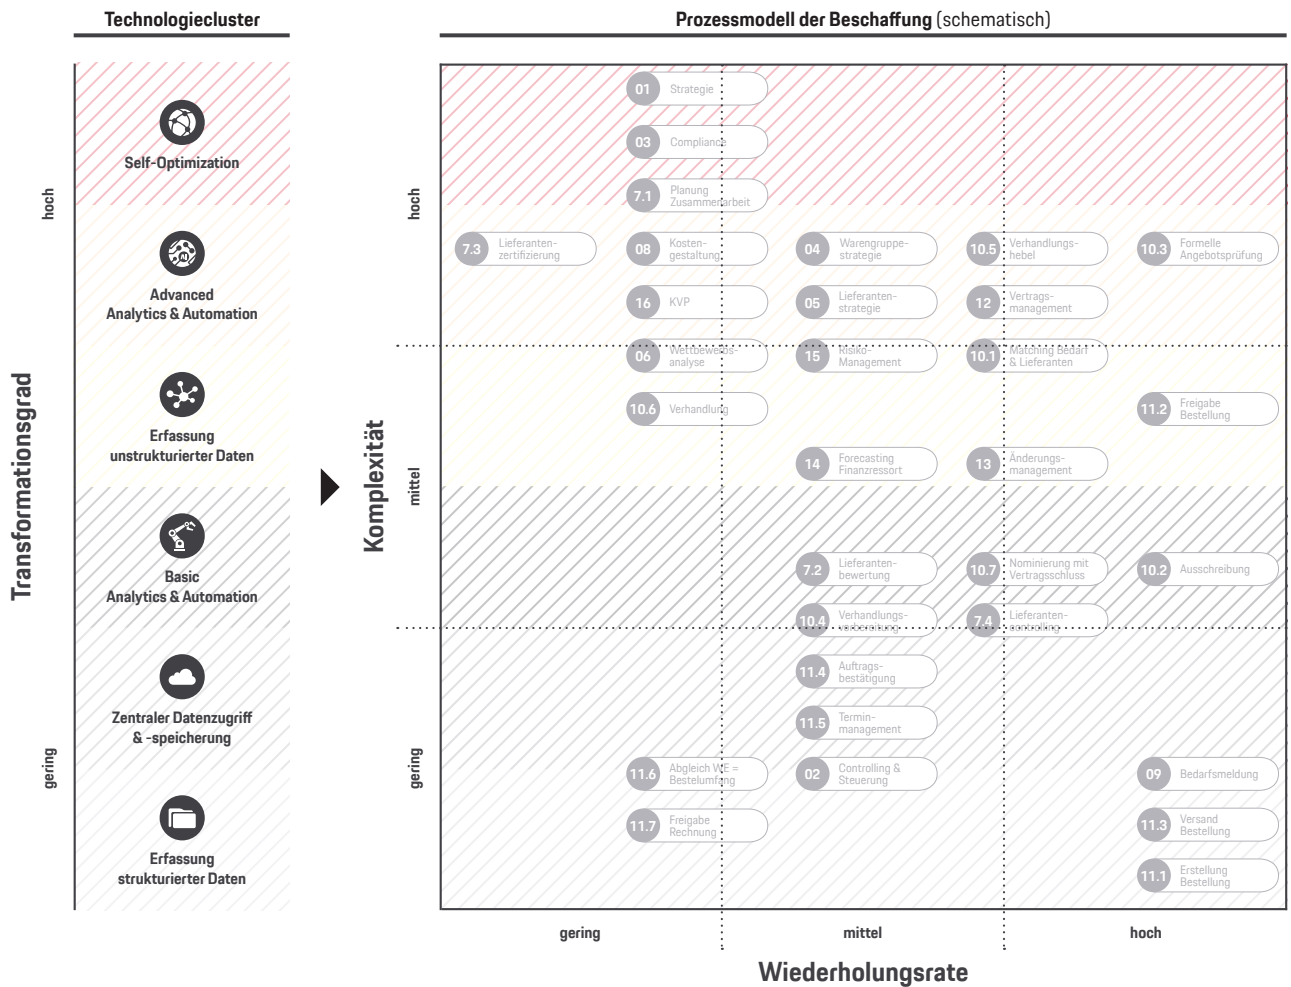 Technologiecluster
Prozessmodell der Beschaffung (schematisch)
Transformationsgrad
hoch
gering
Self-Optimization
Advanced
Analytics & Automation
Erfassung
unstrukturierter Daten
Basic
Analytics & Automation
Zentraler Datenzugriff
& -speicherung
Erfassung
strukturierter Daten
Komplexität
hoch
mittel
gering
01 Strategie
03 Compliance
7.1 Planung
Zusammenarbeit
7.3 Lieferanten-
zertifizierung
08 Kosten-
gestaltung
04 Warengruppe-
strategie
10.5 Verhandlungs-
hebel
10.3 Formelle
Angebotsprüfung
16 KVP
05 Lieferanten-
strategie
12 Vertrags-
management
06 Wettbewerbs-
analyse
15 Risiko-
Management
10.1 Matching Bedarf
& Lieferanten
10.6 Verhandlung
11.2 Freigabe
Bestellung
14 Forecasting
Finanzressort
13 Änderungs-
management
7.2 Lieferanten-
bewertung
10.7 Nominierung mit
Vertragsschluss
10.2 Ausschreibung
10.4 Verhandlungs-
vorbereitung
7.4 Lieferanten-
controlling
11.4 Auftrags-
bestätigung
11.5 Termin-
management
11.6 Abgleich WE =
Bestelumfang
02 Controlling &
Steuerung
09 Bedarfsmeldung
11.7 Freigabe
Rechnung
11.3 Versand
Bestellung
11.1 Erstellung
Bestellung
gering
mittel
hoch
Wiederholungsrate